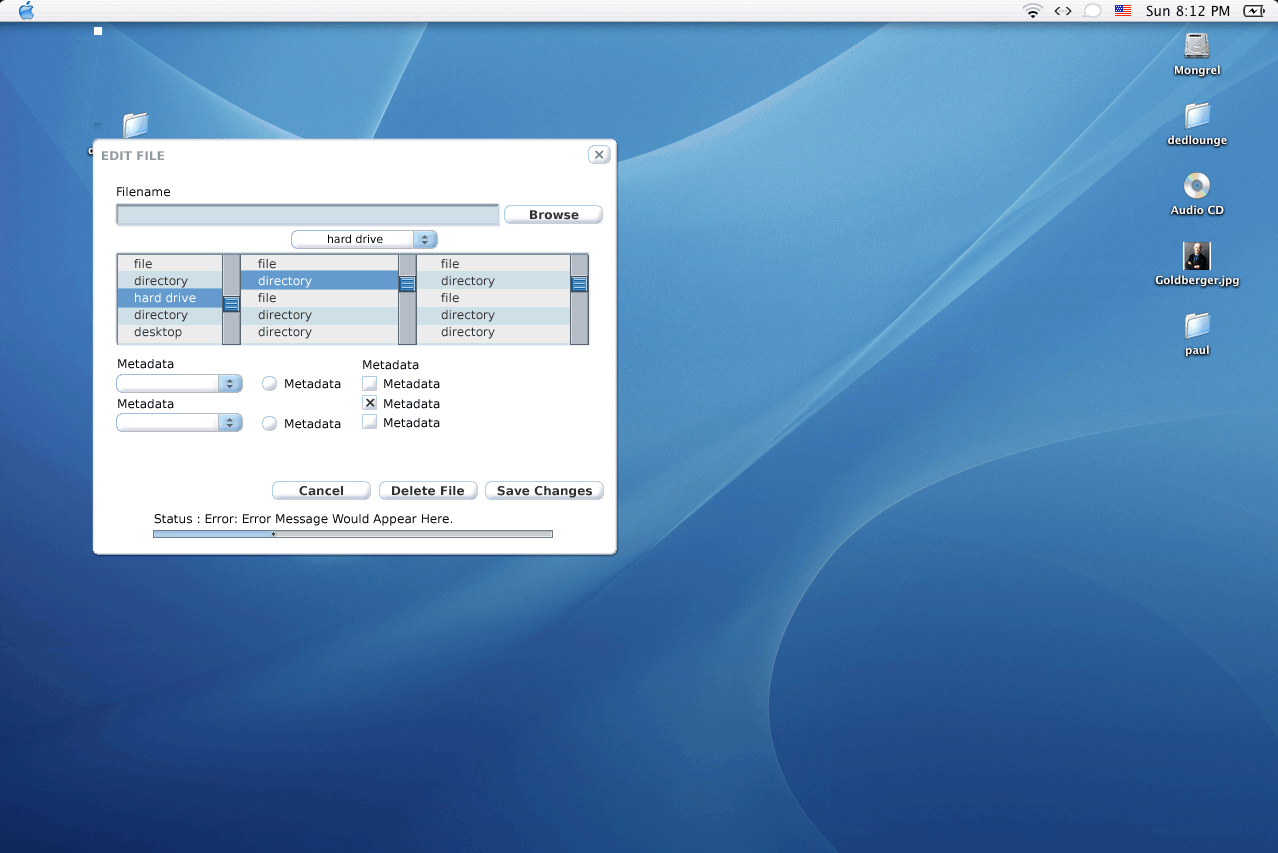 Sun 8:12 PM
Mongrel
dedlounge
Audio CD
Goldberger.jpg
paul
EDIT FILE
Filename
Browse
hard drive
file file file
directory directory directory
hard drive file file
directory directory directory
desktop directory directory
Metadata Metadata
Metadata Metadata
Metadata Metadata
Metadata Metadata
Cancel Delete File Save Changes
Status : Error: Error Message Would Appear Here.